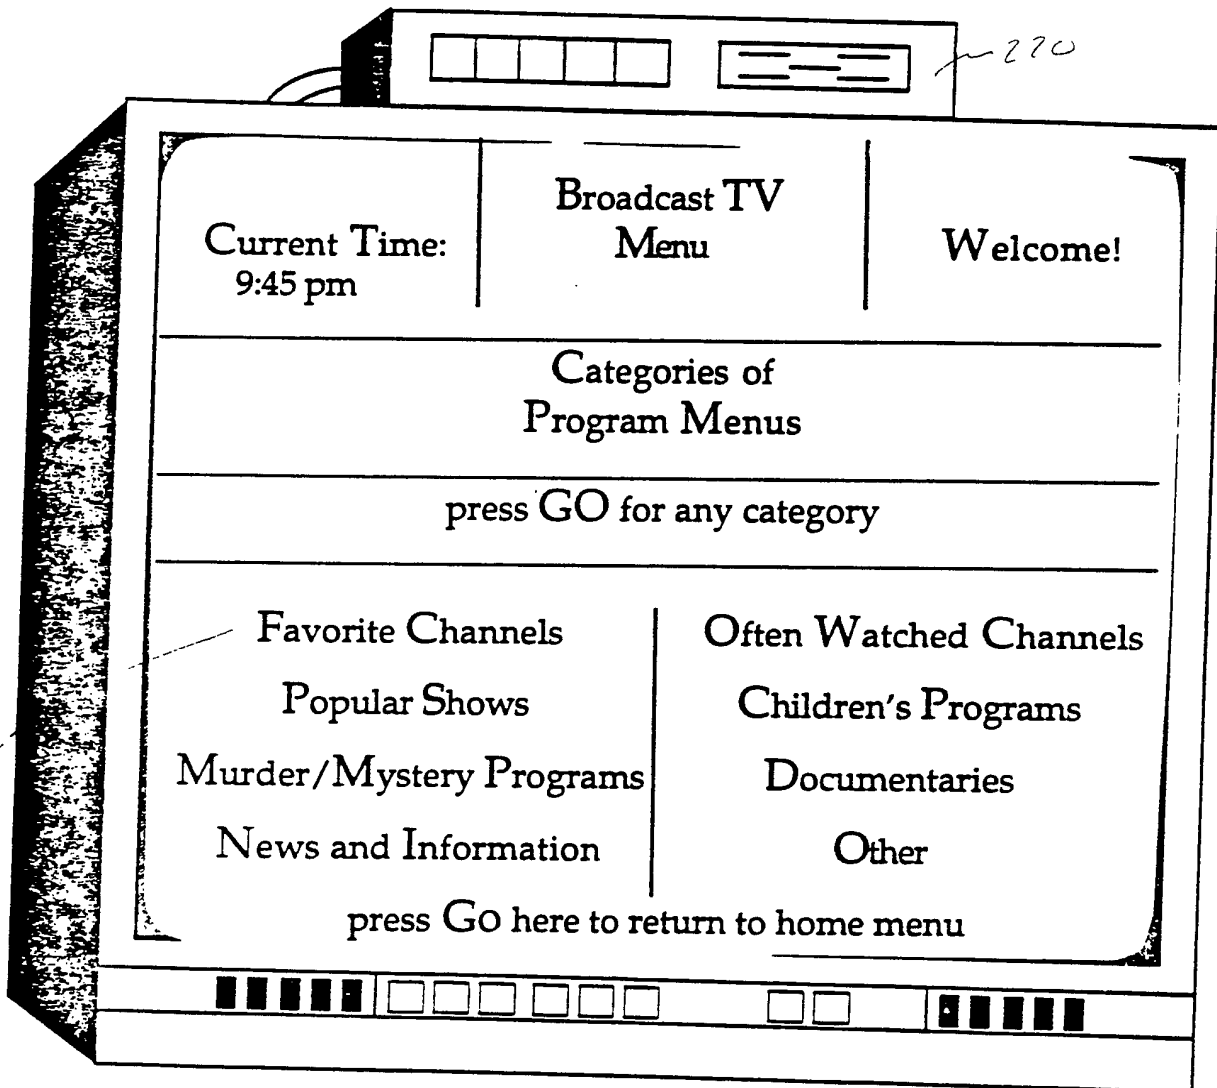 220
Current Time:
9:45 pm
Broadcast TV
Menu
Welcome!
Categories of
Program Menus
press GO for any category
Favorite Channels
Often Watched Channels
Popular Shows
Children's Programs
Murder/Mystery Programs
Documentaries
News and Information
Other
press GO here to return to home menu